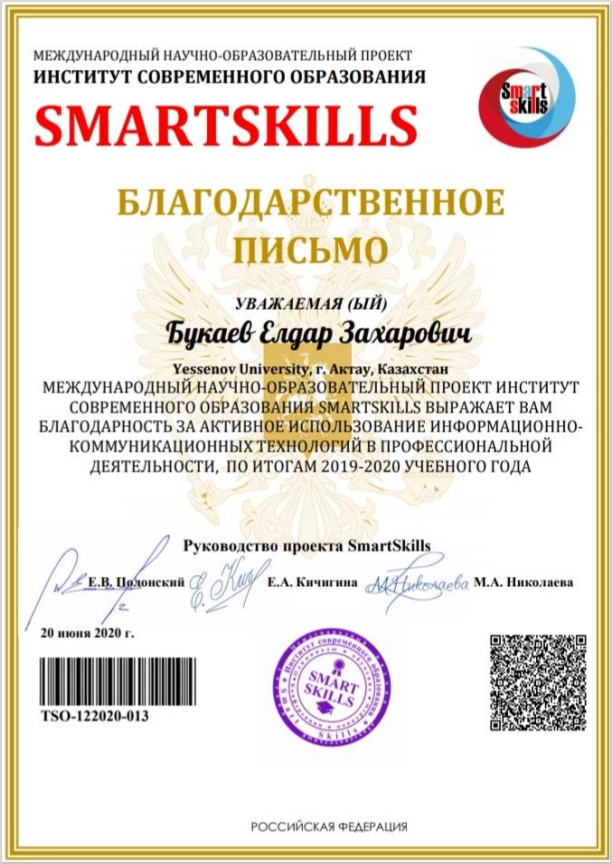 МЕЖДУНАРОДНЫЙ НАУЧНО-ОБРАЗОВАТЕЛЬНЫЙ ПРОЕКТ
ИНСТИТУТ СОВРЕМЕННОГО ОБРАЗОВАНИЯ
SMARTSKILLS
Smart
skills
БЛАГОДАРСТВЕННОЕ
ПИСЬМО
УВАЖАЕМАЯ (ЫЙ)
Букаев Елдар Захарович
Yessenov University, г. Актау, Казахстан
МЕЖДУНАРОДНЫЙ НАУЧНО-ОБРАЗОВАТЕЛЬНЫЙ ПРОЕКТ ИНСТИТУТ
СОВРЕМЕННОГО ОБРАЗОВАНИЯ SMARTSKILLS ВЫРАЖАЕТ ВАМ
БЛАГОДАРНОСТЬ ЗА АКТИВНОЕ ИСПОЛЬЗОВАНИЕ ИНФОРМАЦИОННО-
КОММУНИКАЦИОННЫХ ТЕХНОЛОГИЙ В ПРОФЕССИОНАЛЬНОЙ
ДЕЯТЕЛЬНОСТИ, ПО ИТОГАМ 2019-2020 УЧЕБНОГО ГОДА
Руководство проекта SmartSkills
Е.В. Подонский Е.А. Кичигина М.Николаева М.А. Николаева
20 июня 2020 г.
TSO-122020-013
Институт современного образования
SMART
SKILLS
РОССИЙСКАЯ ФЕДЕРАЦИЯ